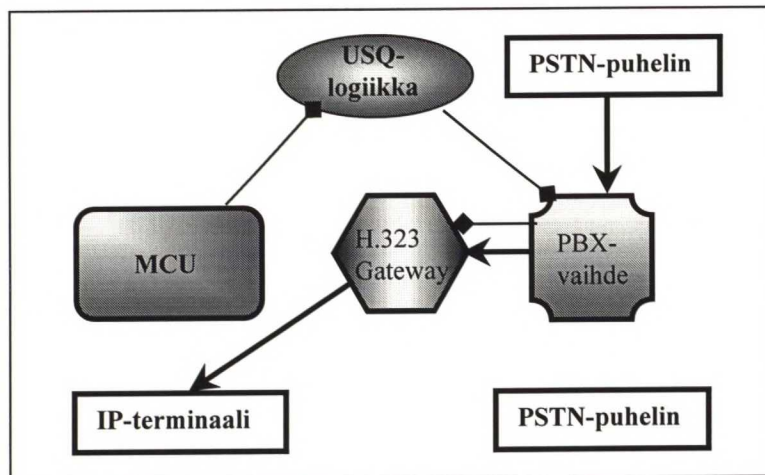 USQ-
logiikka
PSTN-puhelin
MCU
H.323
Gateway
PBX-
vaihde
IP-terminaali
PSTN-puhelin